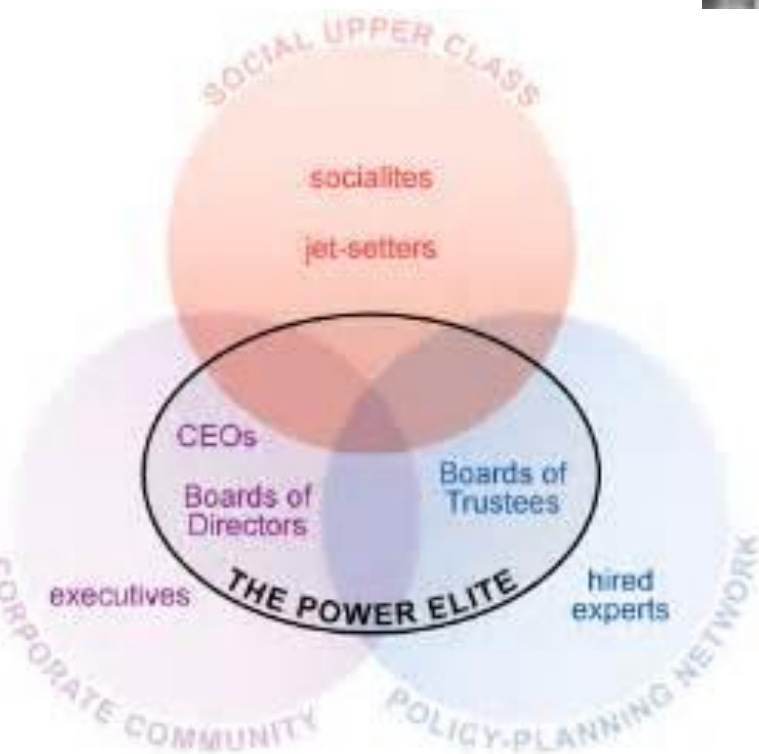 SOCIAL UPPER CLASS
socialites
jet-setters
CEOs
Boards of
Directors
Boards of
Trustees
executives
THE POWER ELITE
hired
experts
CORPORATE COMMUNITY
POLICY-PLANNING NETWORK